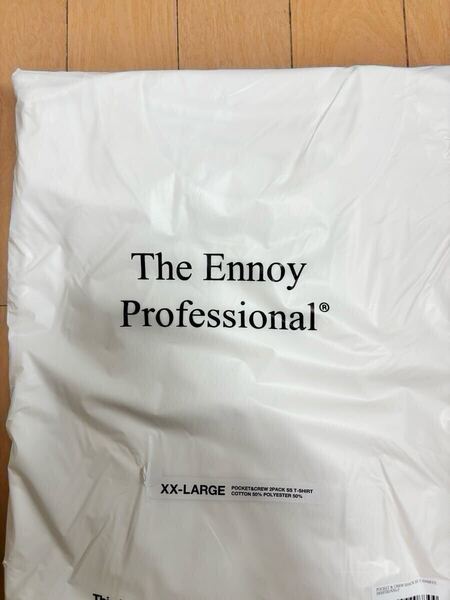 The Ennoy
Professional®
XX-LARGE POCKET&CREW 2PACK SS T-SHIRT
COTTON 50% POLYESTER 50%